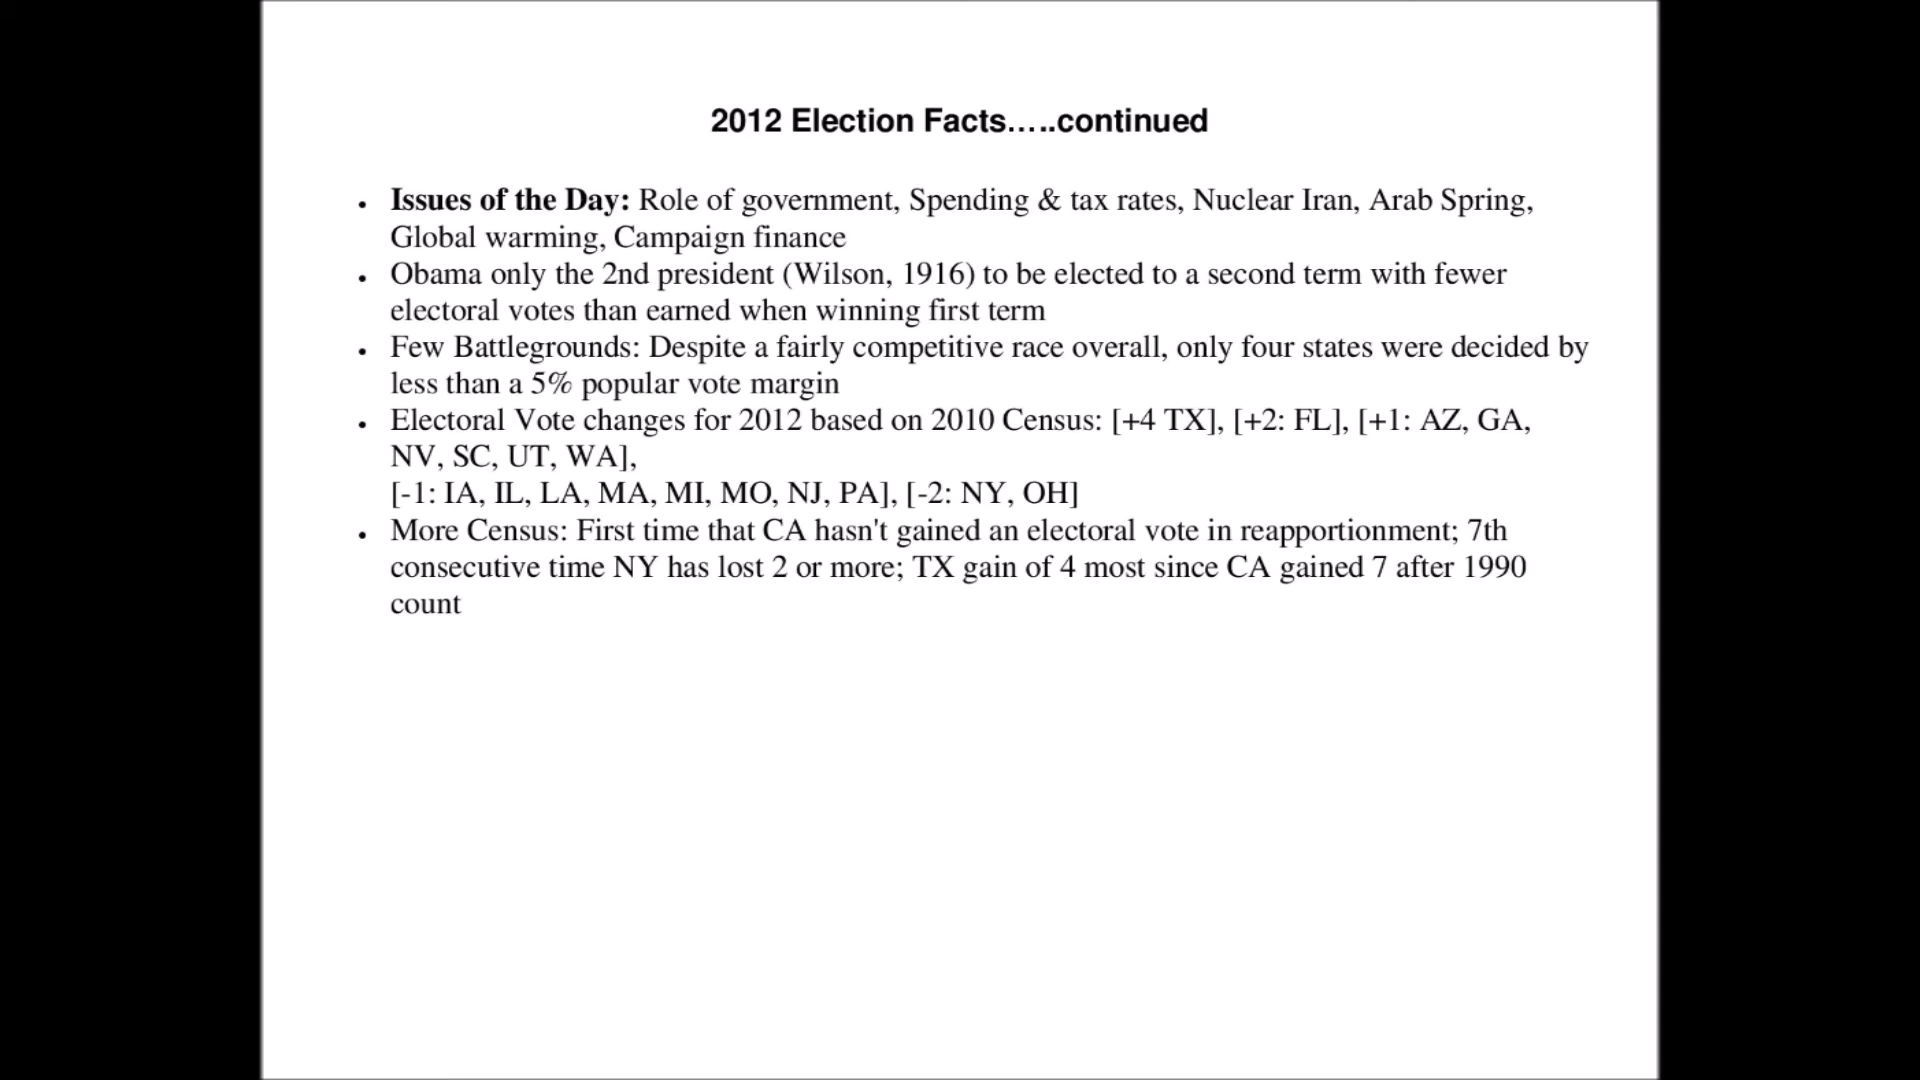 2012 Election Facts…..continued
• Issues of the Day: Role of government, Spending & tax rates, Nuclear Iran, Arab Spring,
Global warming, Campaign finance
• Obama only the 2nd president (Wilson, 1916) to be elected to a second term with fewer
electoral votes than earned when winning first term
• Few Battlegrounds: Despite a fairly competitive race overall, only four states were decided by
less than a 5% popular vote margin
• Electoral Vote changes for 2012 based on 2010 Census: [+4 TX], [+2: FL], [+1: AZ, GA,
NV, SC, UT, WA],
[-1: IA, IL, LA, MA, MI, MO, NJ, PA], [-2: NY, OH]
• More Census: First time that CA hasn't gained an electoral vote in reapportionment; 7th
consecutive time NY has lost 2 or more; TX gain of 4 most since CA gained 7 after 1990
count